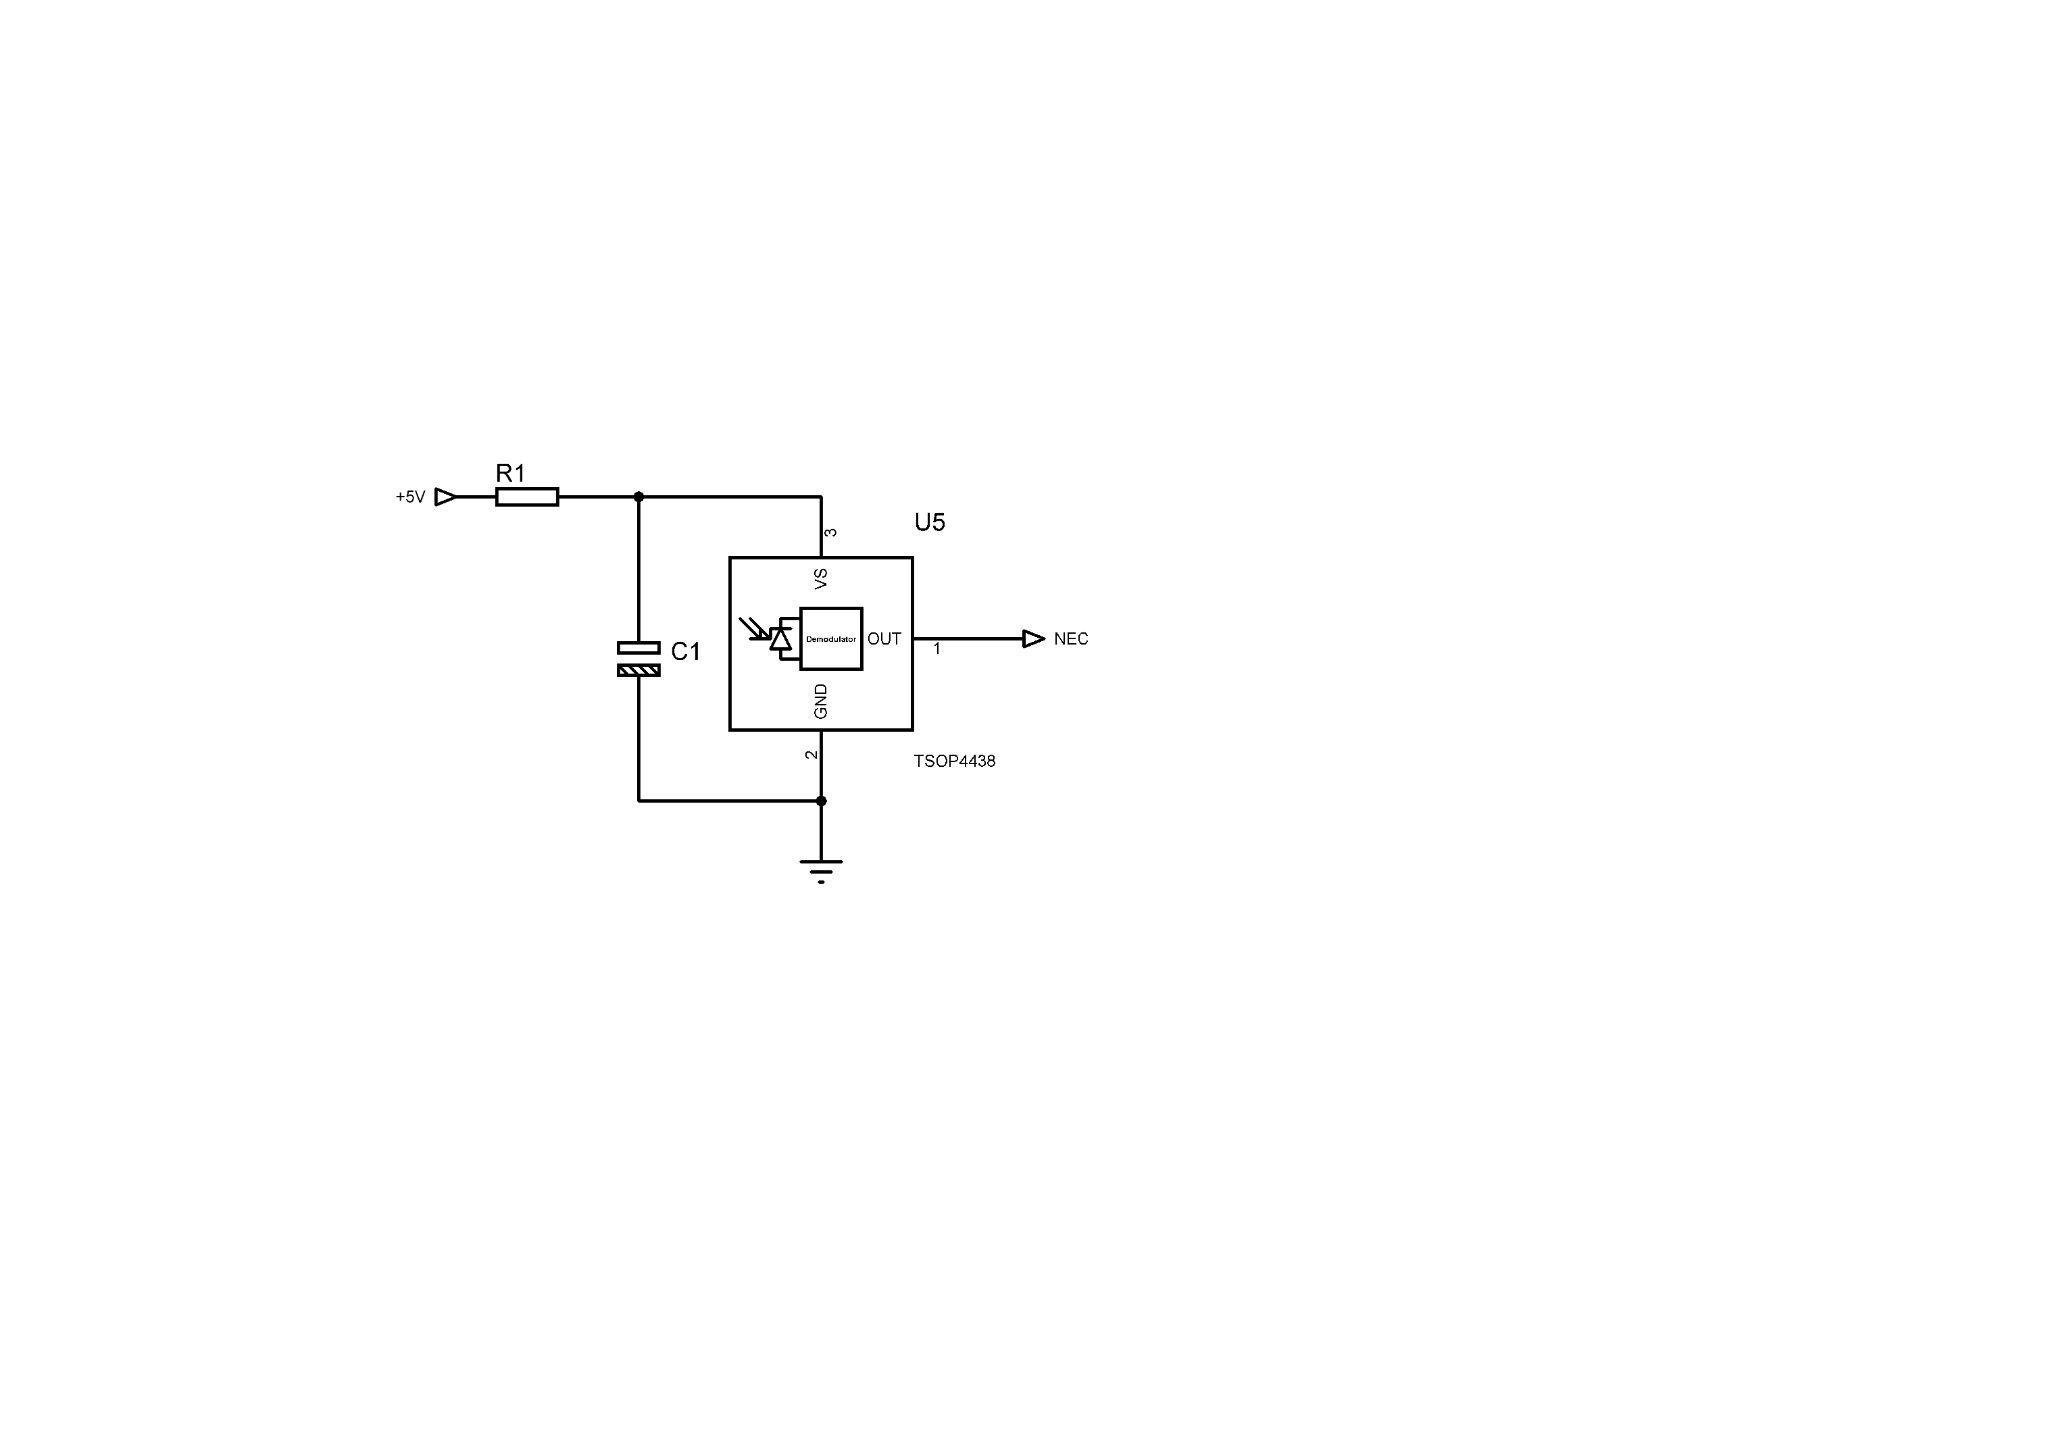 R1
+5V
U5
3
VS
Demodulator
OUT
1
NEC
C1
GND
2
TSOP4438